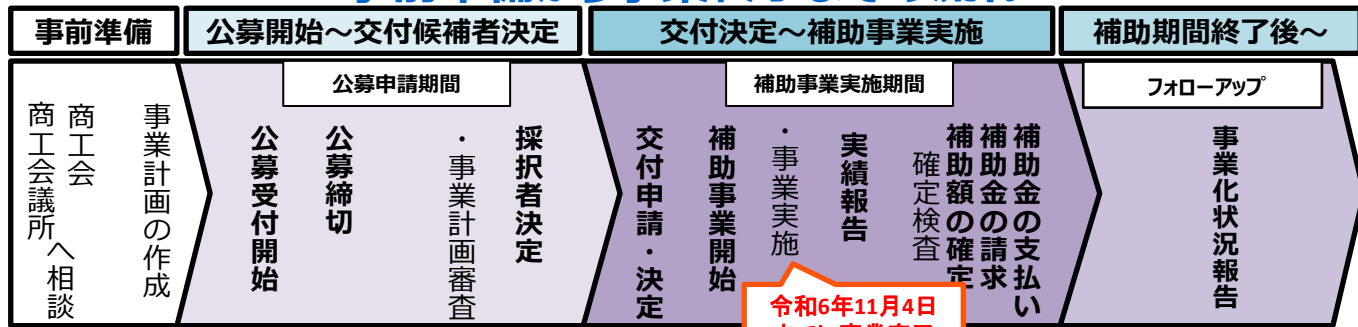 事前準備
公募開始～交付候補者決定
交付決定～補助事業実施
補助期間終了後～
商工会議所
商工会
へ相談
事業計画の作成
公募申請期間
公募受付開始
公募締切
・事業計画審査
採択者決定
補助事業実施期間
交付申請・決定
補助事業開始
・事業実施
実績報告
確定検査
補助額の確定
補助金の請求
補助金の支払い
令和6年11月4日
フォローアップ
事業化状況報告